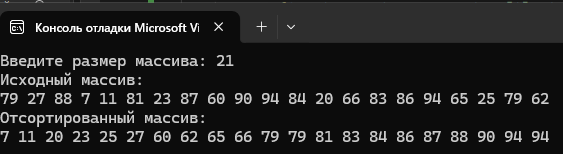 Консоль отладки Microsoft Vi
Введите размер массива: 21
Исходный массив:
79 27 88 7 11 81 23 87 60 90 94 84 20 66 83 86 94 65 25 79 62
Отсортированный массив:
7 11 20 23 25 27 60 62 65 66 79 79 81 83 84 86 87 88 90 94 94